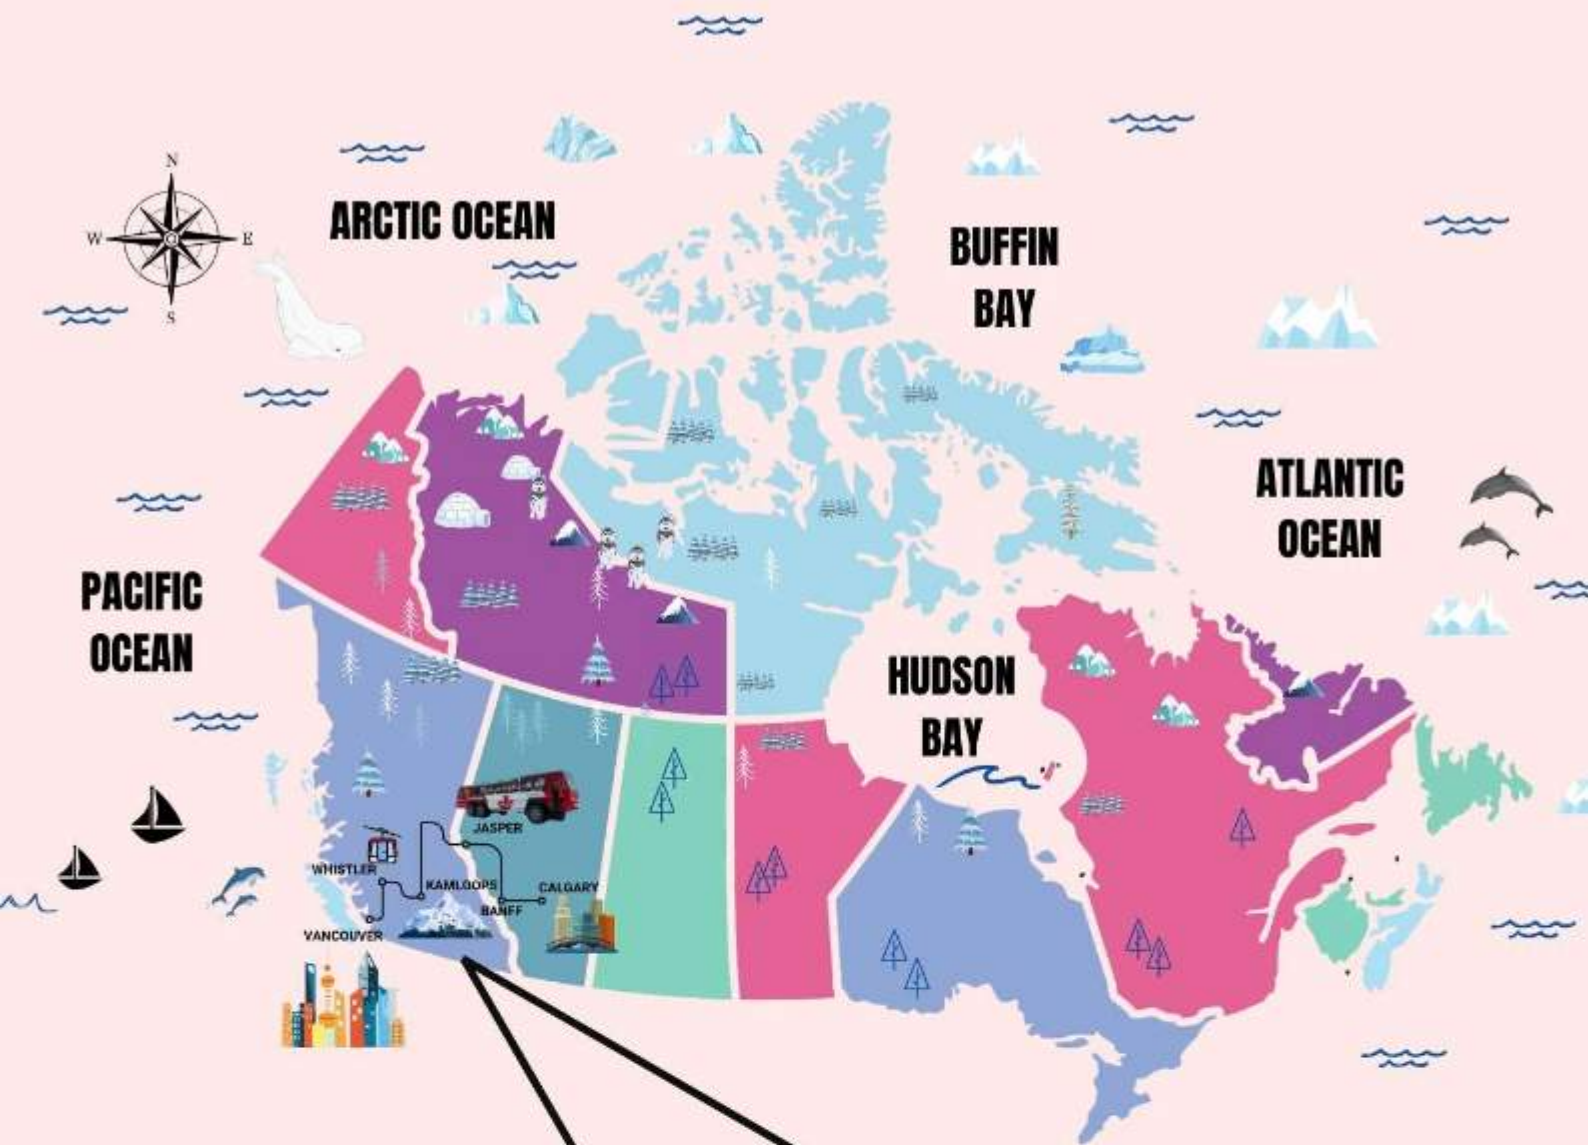 N
W
E
S
ARCTIC OCEAN
BUFFIN
BAY
ATLANTIC
OCEAN
PACIFIC
OCEAN
HUDSON
BAY
JASPER
WHISTLER
KAMLOOPS
CALGARY
BANFF
VANCOUVER